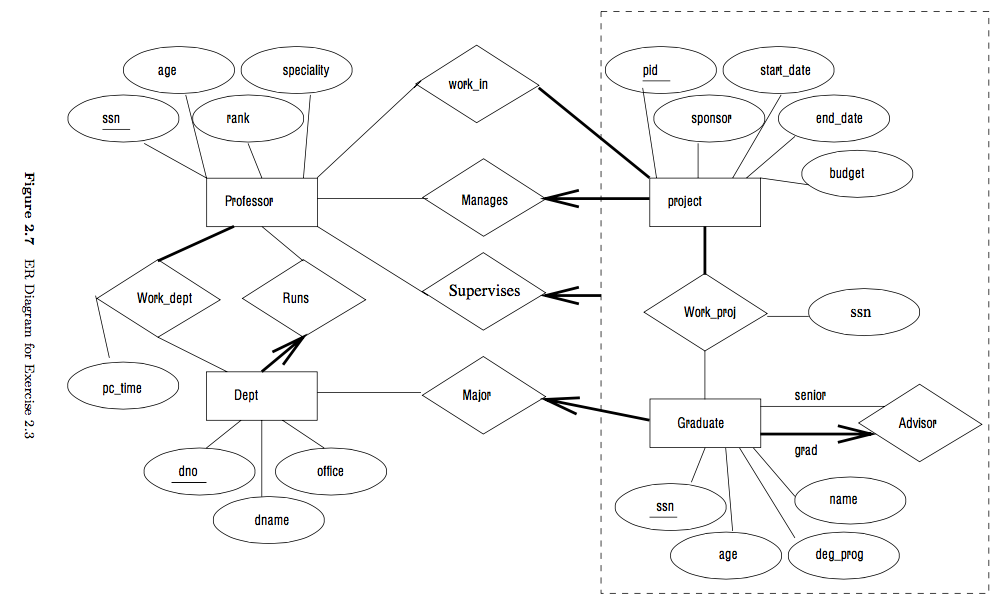 age
speciality
work_in
pid
start_date
ssn
rank
sponsor
end_date
budget
Professor
Manages
project
Work_dept
Runs
Supervises
Work_proj
ssn
pc_time
Dept
Major
Graduate
senior
grad
Advisor
dno
office
dname
ssn
name
age
deg_prog
Figure 2.7 ER Diagram for Exercise 2.3